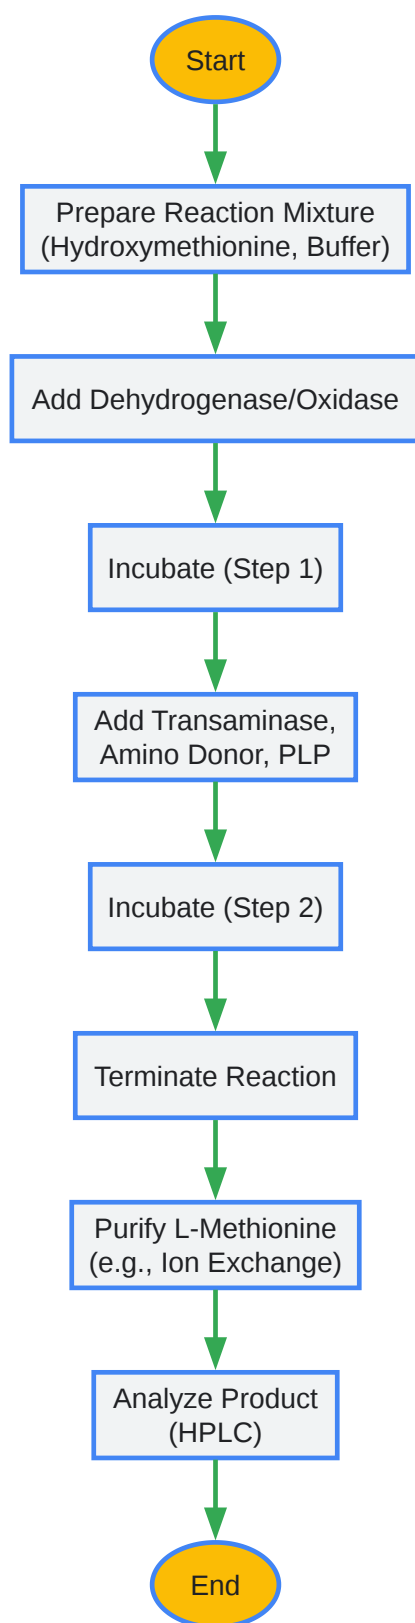 Start
Prepare Reaction Mixture
(Hydroxymethionine, Buffer)
Add Dehydrogenase/Oxidase
Incubate (Step 1)
Add Transaminase,
Amino Donor, PLP
Incubate (Step 2)
Terminate Reaction
Purify L-Methionine
(e.g., Ion Exchange)
Analyze Product
(HPLC)
End